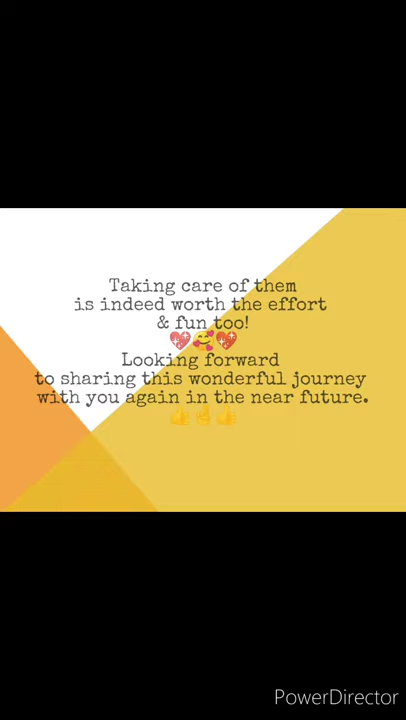 Taking care of them
is indeed worth the effort
& fun too!
💖🥰💖
Looking forward
to sharing this wonderful journey
with you again in the near future.
👍🤞👍
PowerDirector